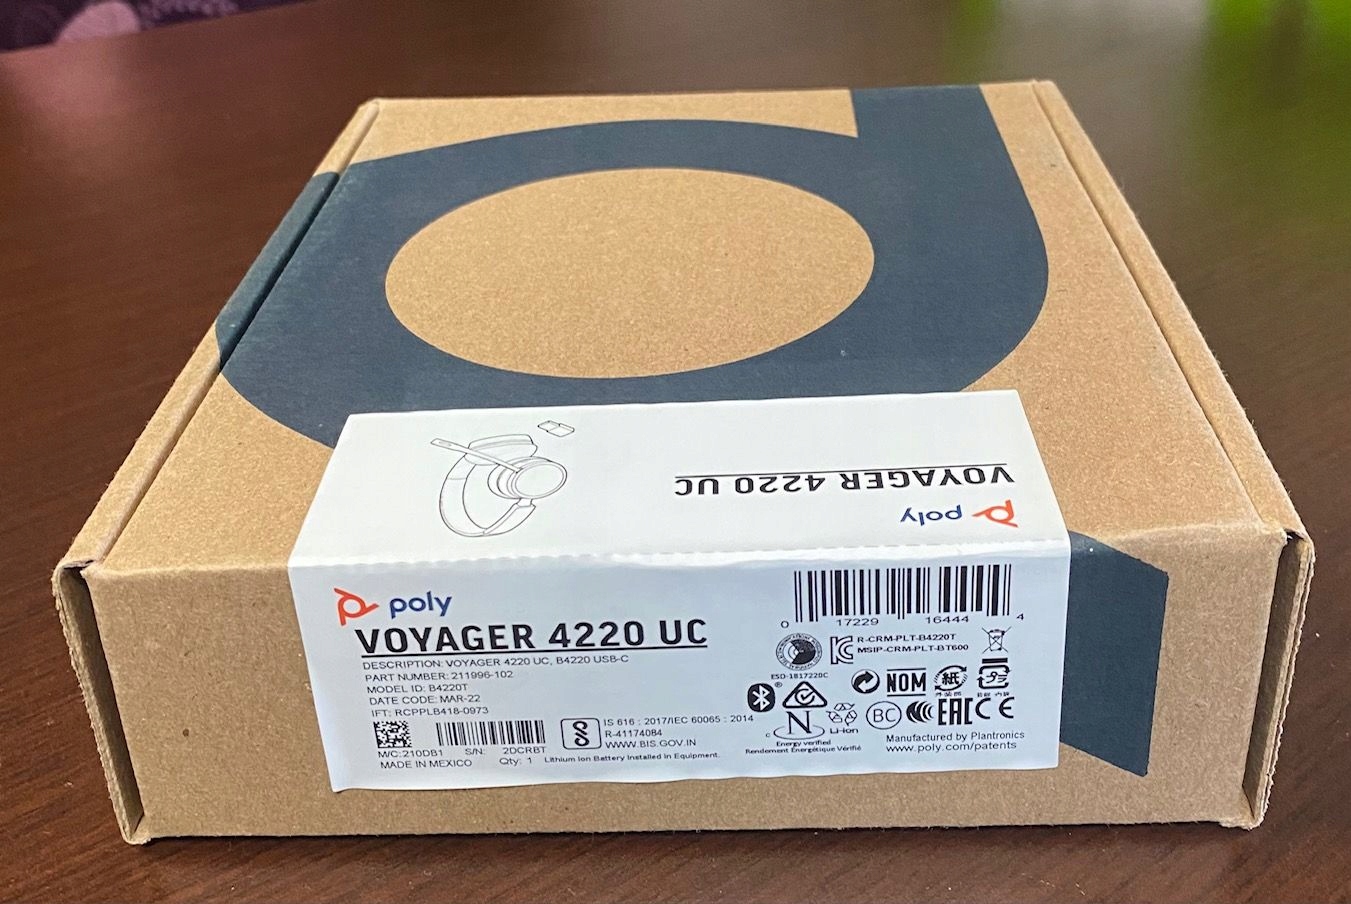 VOYAGER 4220 UC
poly
poly
VOYAGER 4220 UC
DESCRIPTION: VOYAGER 4220 UC, B4220 USB-C
PART NUMBER: 211996-102
MODEL ID: B4220T
DATE CODE: MAR-22
IFT: RCPPLB418-0973
M/C: 210DB1 S/N: 2DCRBT
MADE IN MEXICO Qty: 1 Lithium Ion Battery Installed in Equipment.
IS 616 : 2017/IEC 60065 : 2014
R-41174084
WWW.BIS.GOV.IN
0 17229 16444 4
R-CRM-PLT-B4220T
MSIP-CRM-PLT-BT600
ESD-1817220C
NOM
紙
プラ
N
Energy verified
Rendement Énergétique Vérifié
Li-ion
BC
EAC CE
Manufactured by Plantronics
www.poly.com/patents